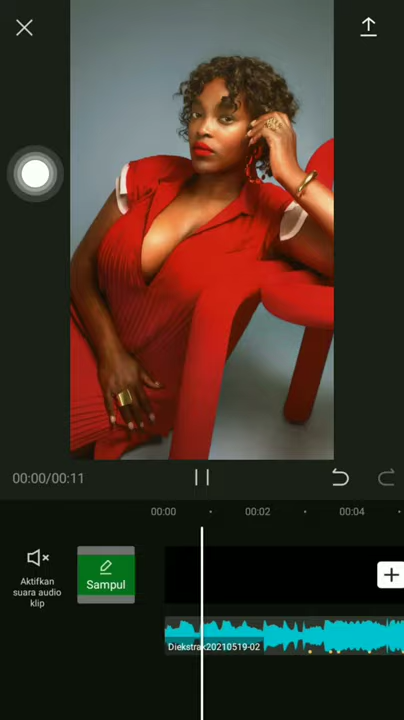 00:00/00:11
00:00
00:02
00:04
Aktifkan
suara audio
klip
Sampul
Diekstrak20210519-02